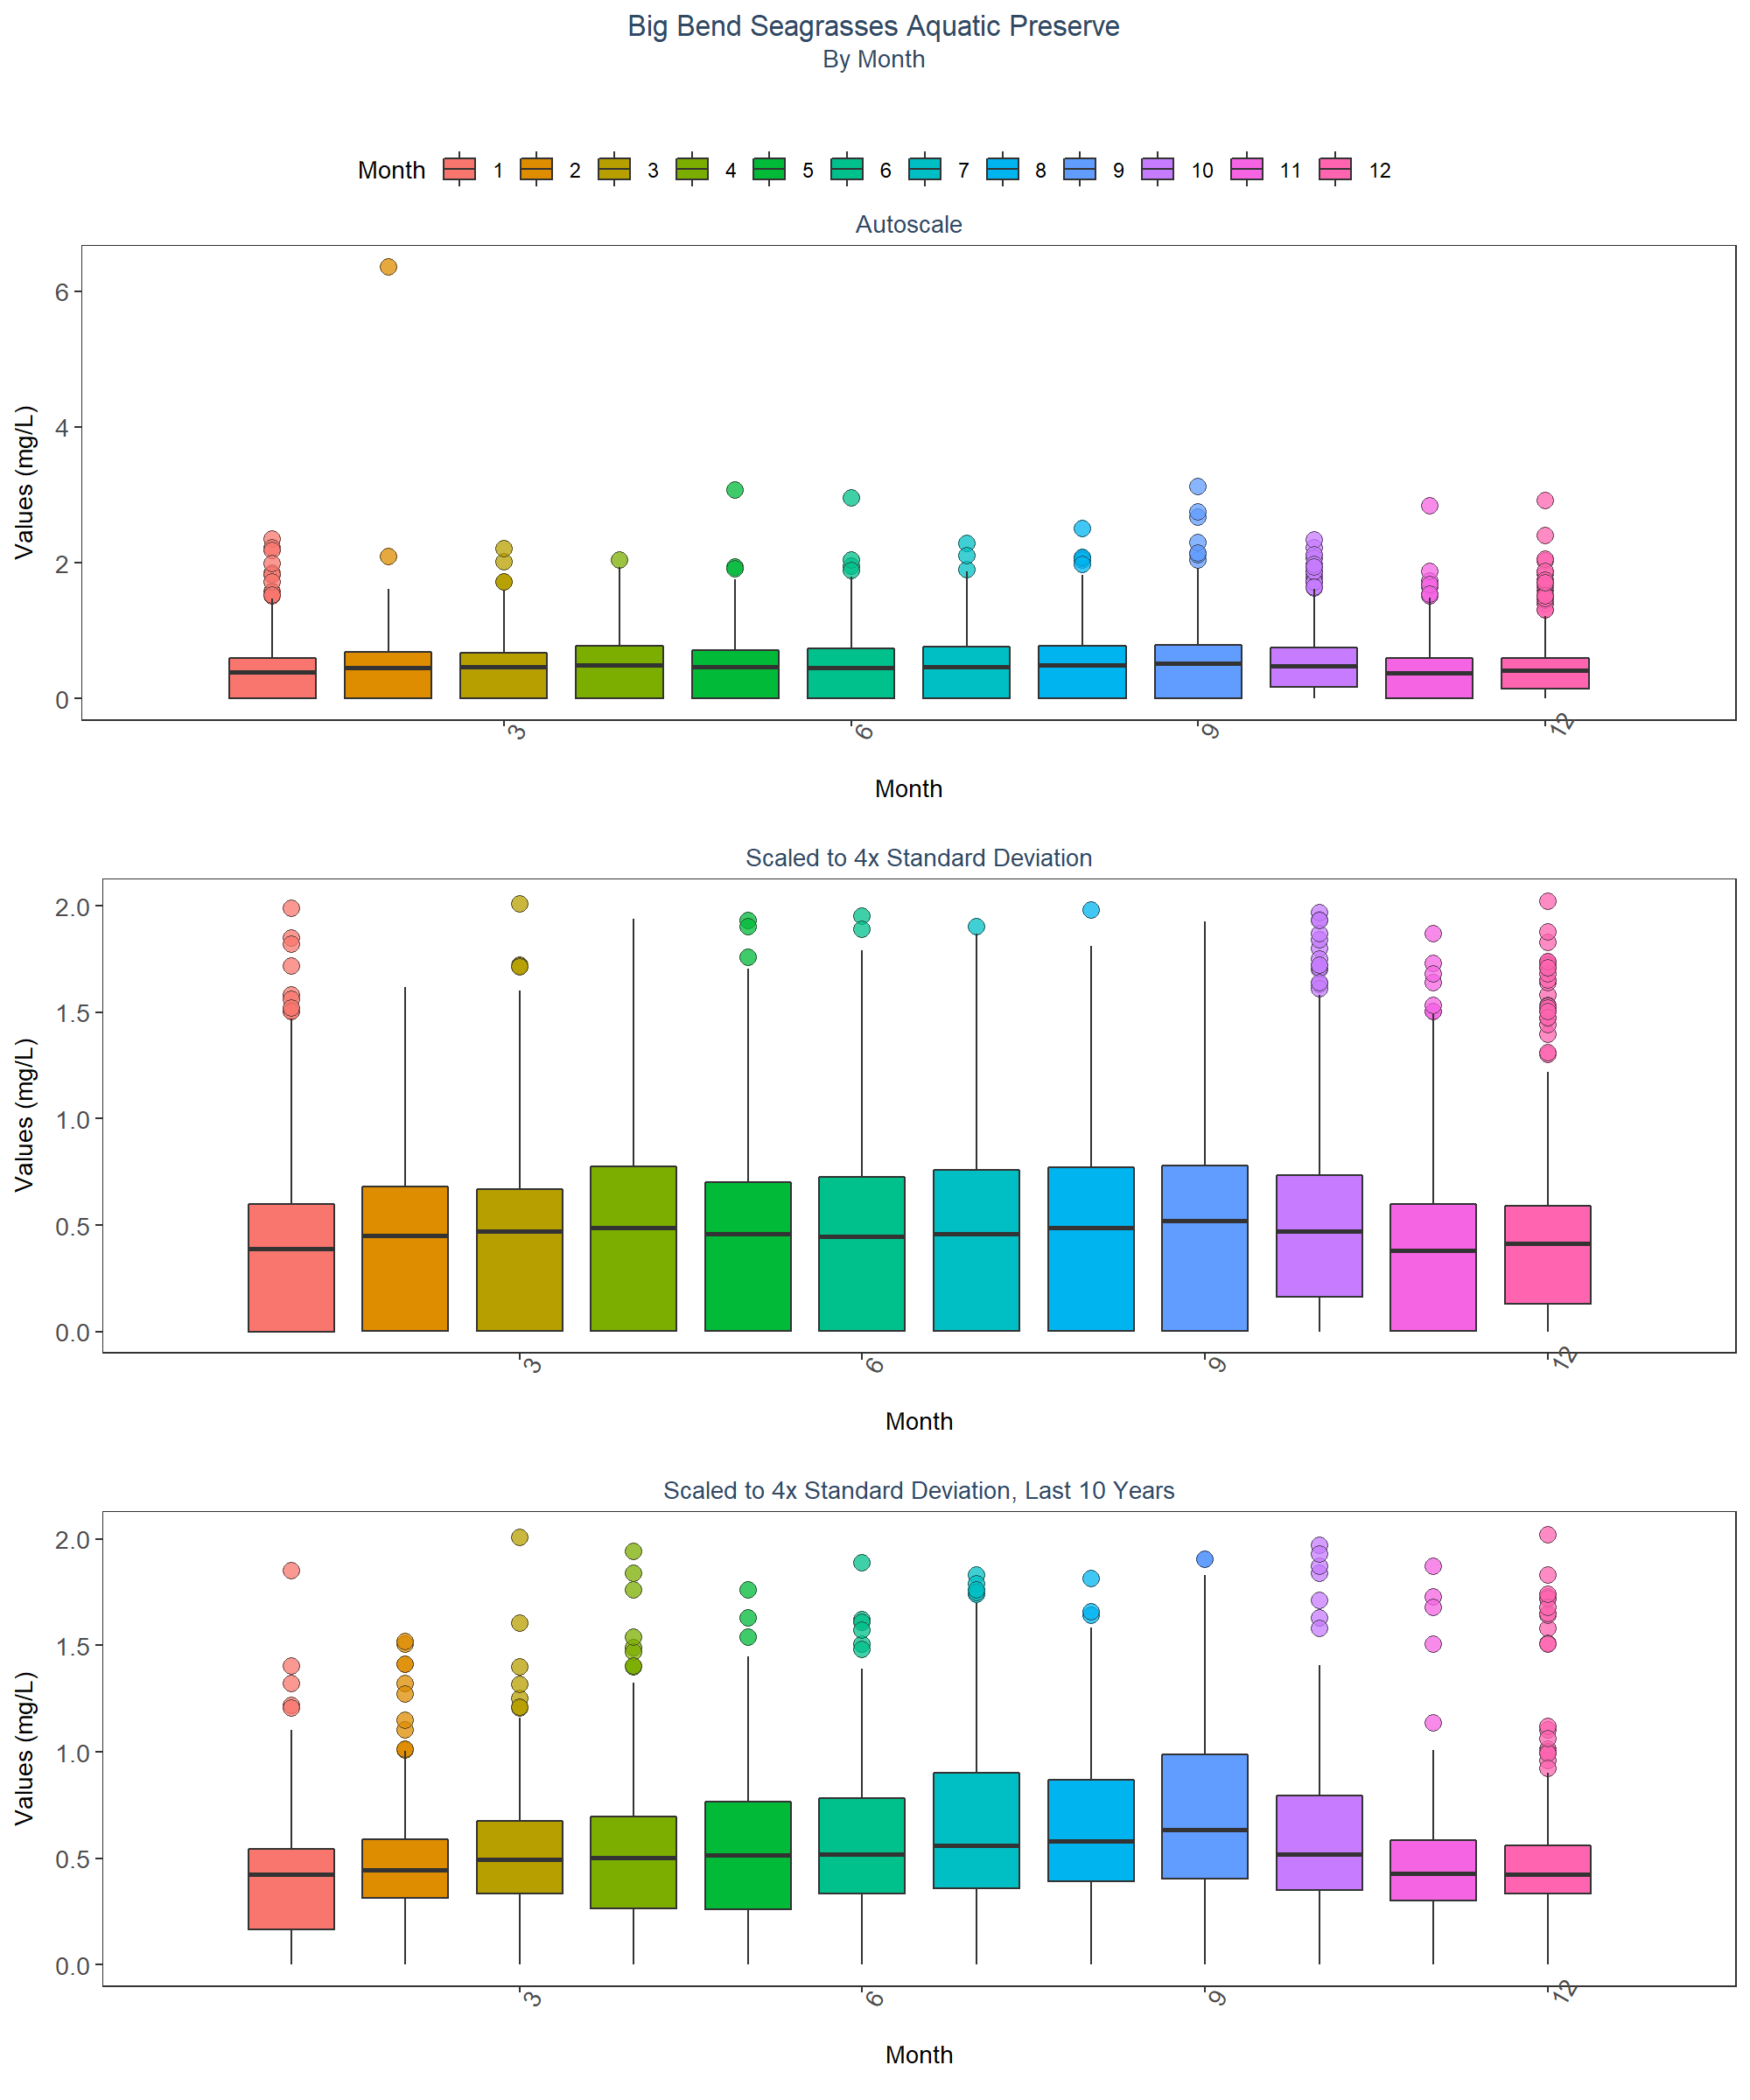 Big Bend Seagrasses Aquatic Preserve
By Month
Month 1 2 3 4 5 6 7 8 9 10 11 12
Autoscale
Values (mg/L)
6
4
2
0
3 6 9 12
Month
Scaled to 4x Standard Deviation
Values (mg/L)
2.0
1.5
1.0
0.5
0.0
3 6 9 12
Month
Scaled to 4x Standard Deviation, Last 10 Years
Values (mg/L)
2.0
1.5
1.0
0.5
0.0
3 6 9 12
Month